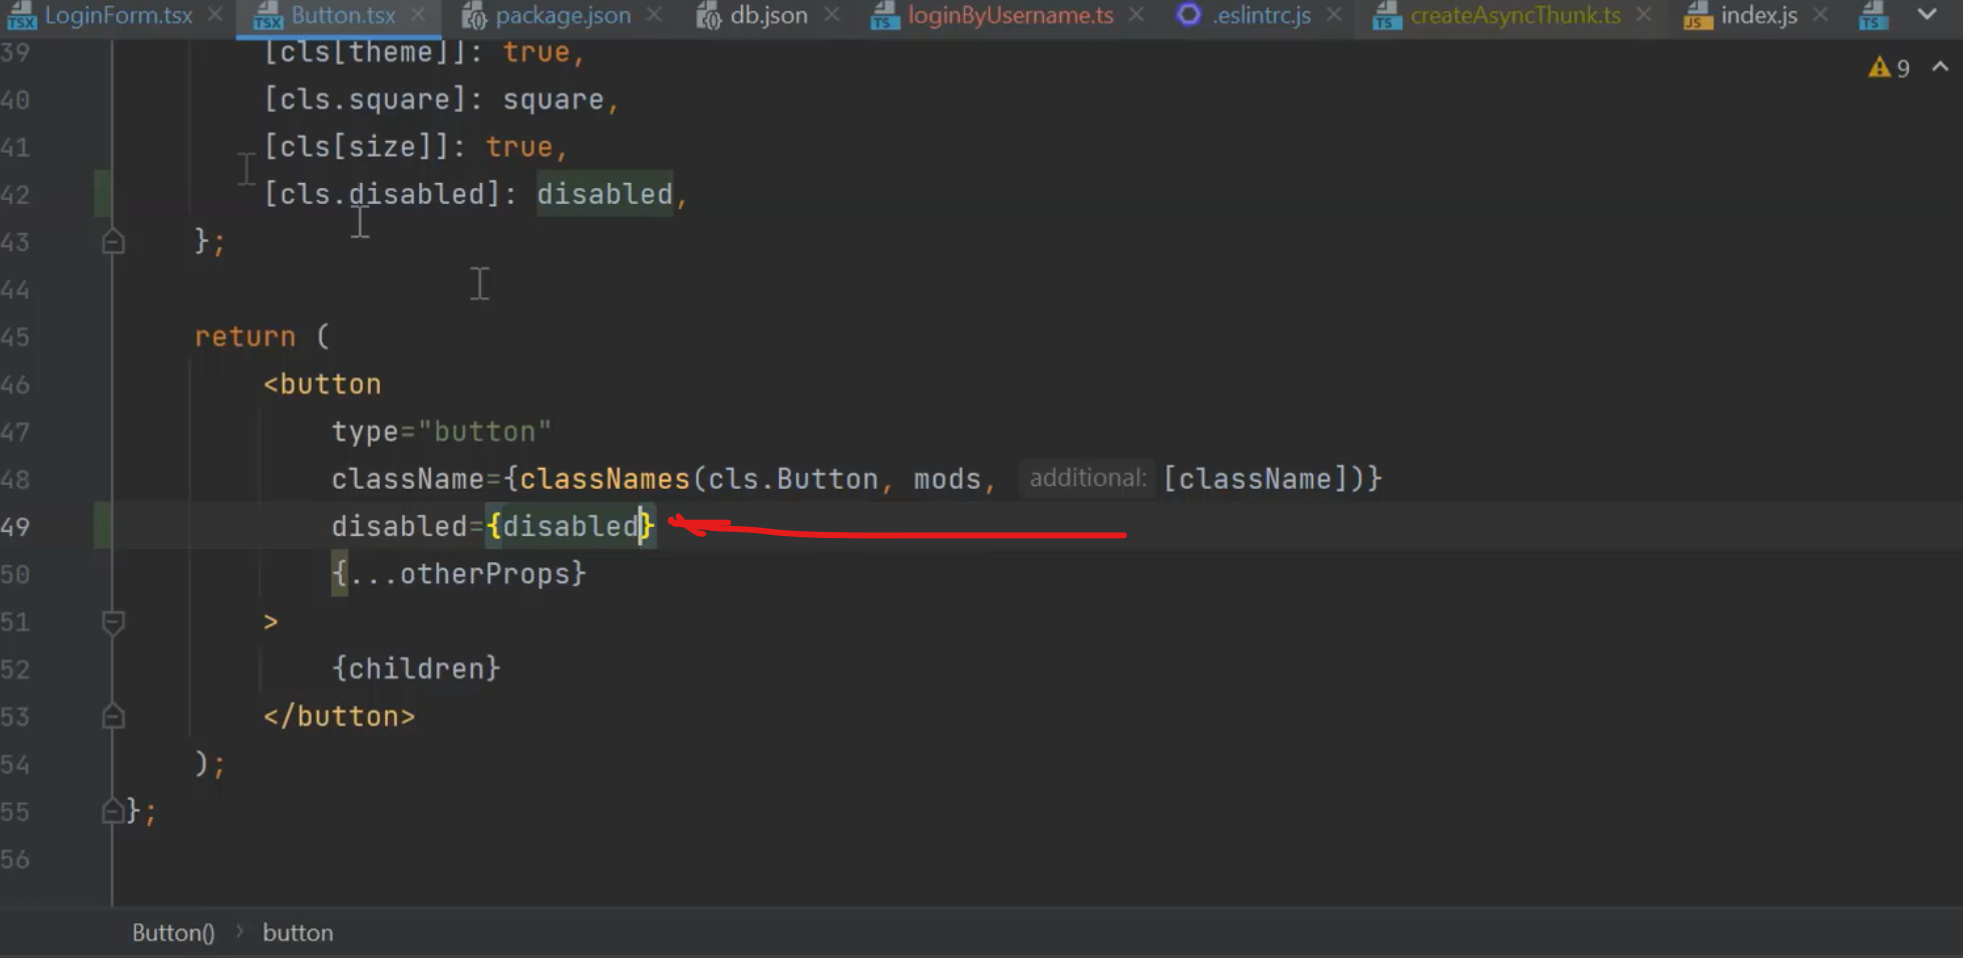 LoginForm.tsx Button.tsx package.json db.json loginByUsername.ts .eslintrc.js createAsyncThunk.ts index.js
39 [cls[theme]]: true,
9
40 [cls.square]: square,
41 [cls[size]]: true,
42 [cls.disabled]: disabled,
43 };
44
45 return (
46 <button
47 type="button"
48 className={classNames(cls.Button, mods, additional: [className])}
49 disabled={disabled}
50 {...otherProps}
51 >
52 {children}
53 </button>
54 );
55 };
56
Button() › button